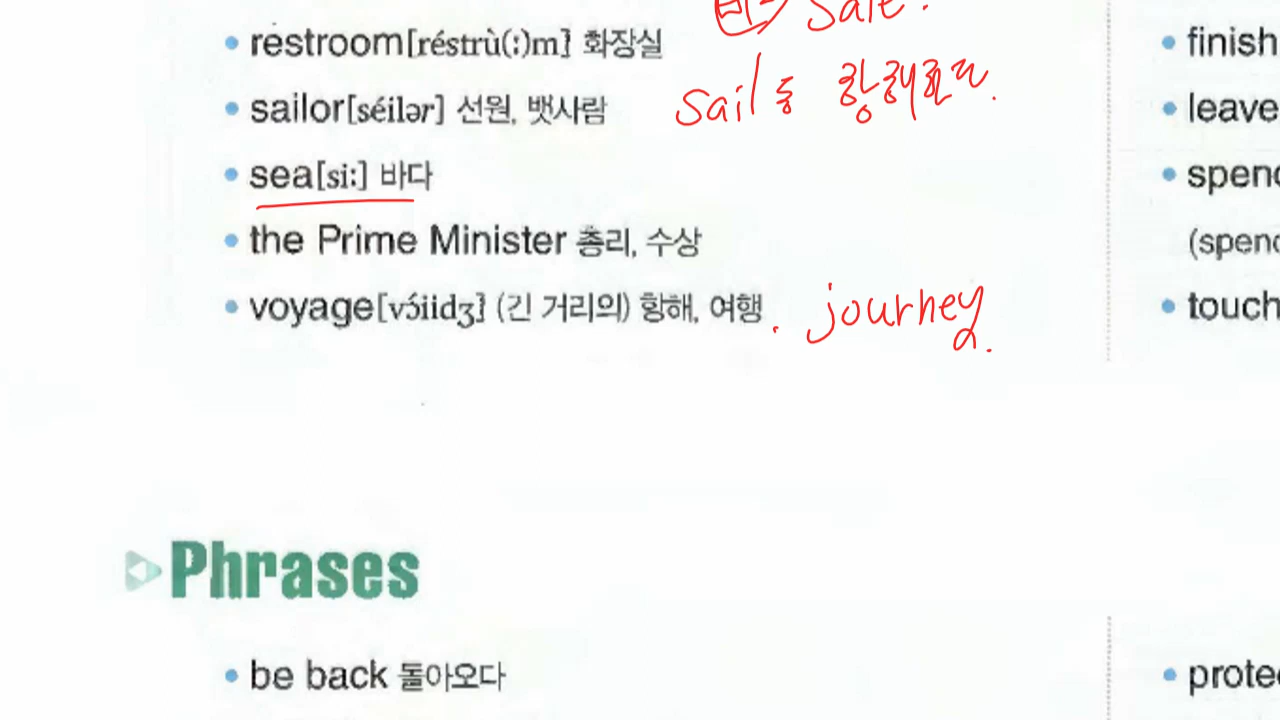 sale.
restroom[réstrù(:)m] 화장실
sail 통 항해하다.
sailor[séilər] 선원, 뱃사람
sea[si:] 바다
the Prime Minister 총리, 수상
voyage[vɔ́iidʒ] (긴 거리의) 항해, 여행. journey.
finish
leave
spend
(spend
touch
Phrases
be back 돌아오다